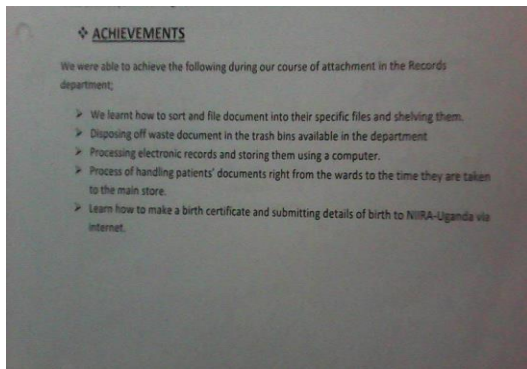 ❖ ACHIEVEMENTS
We were able to achieve the following during our course of attachment in the Records
department;
➢ We learnt how to sort and file document into their specific files and shelving them.
➢ Disposing off waste document in the trash bins available in the department
➢ Processing electronic records and storing them using a computer.
➢ Process of handling patients' documents right from the wards to the time they are taken
to the main store.
➢ Learn how to make a birth certificate and submitting details of birth to NIIRA-Uganda via
internet.